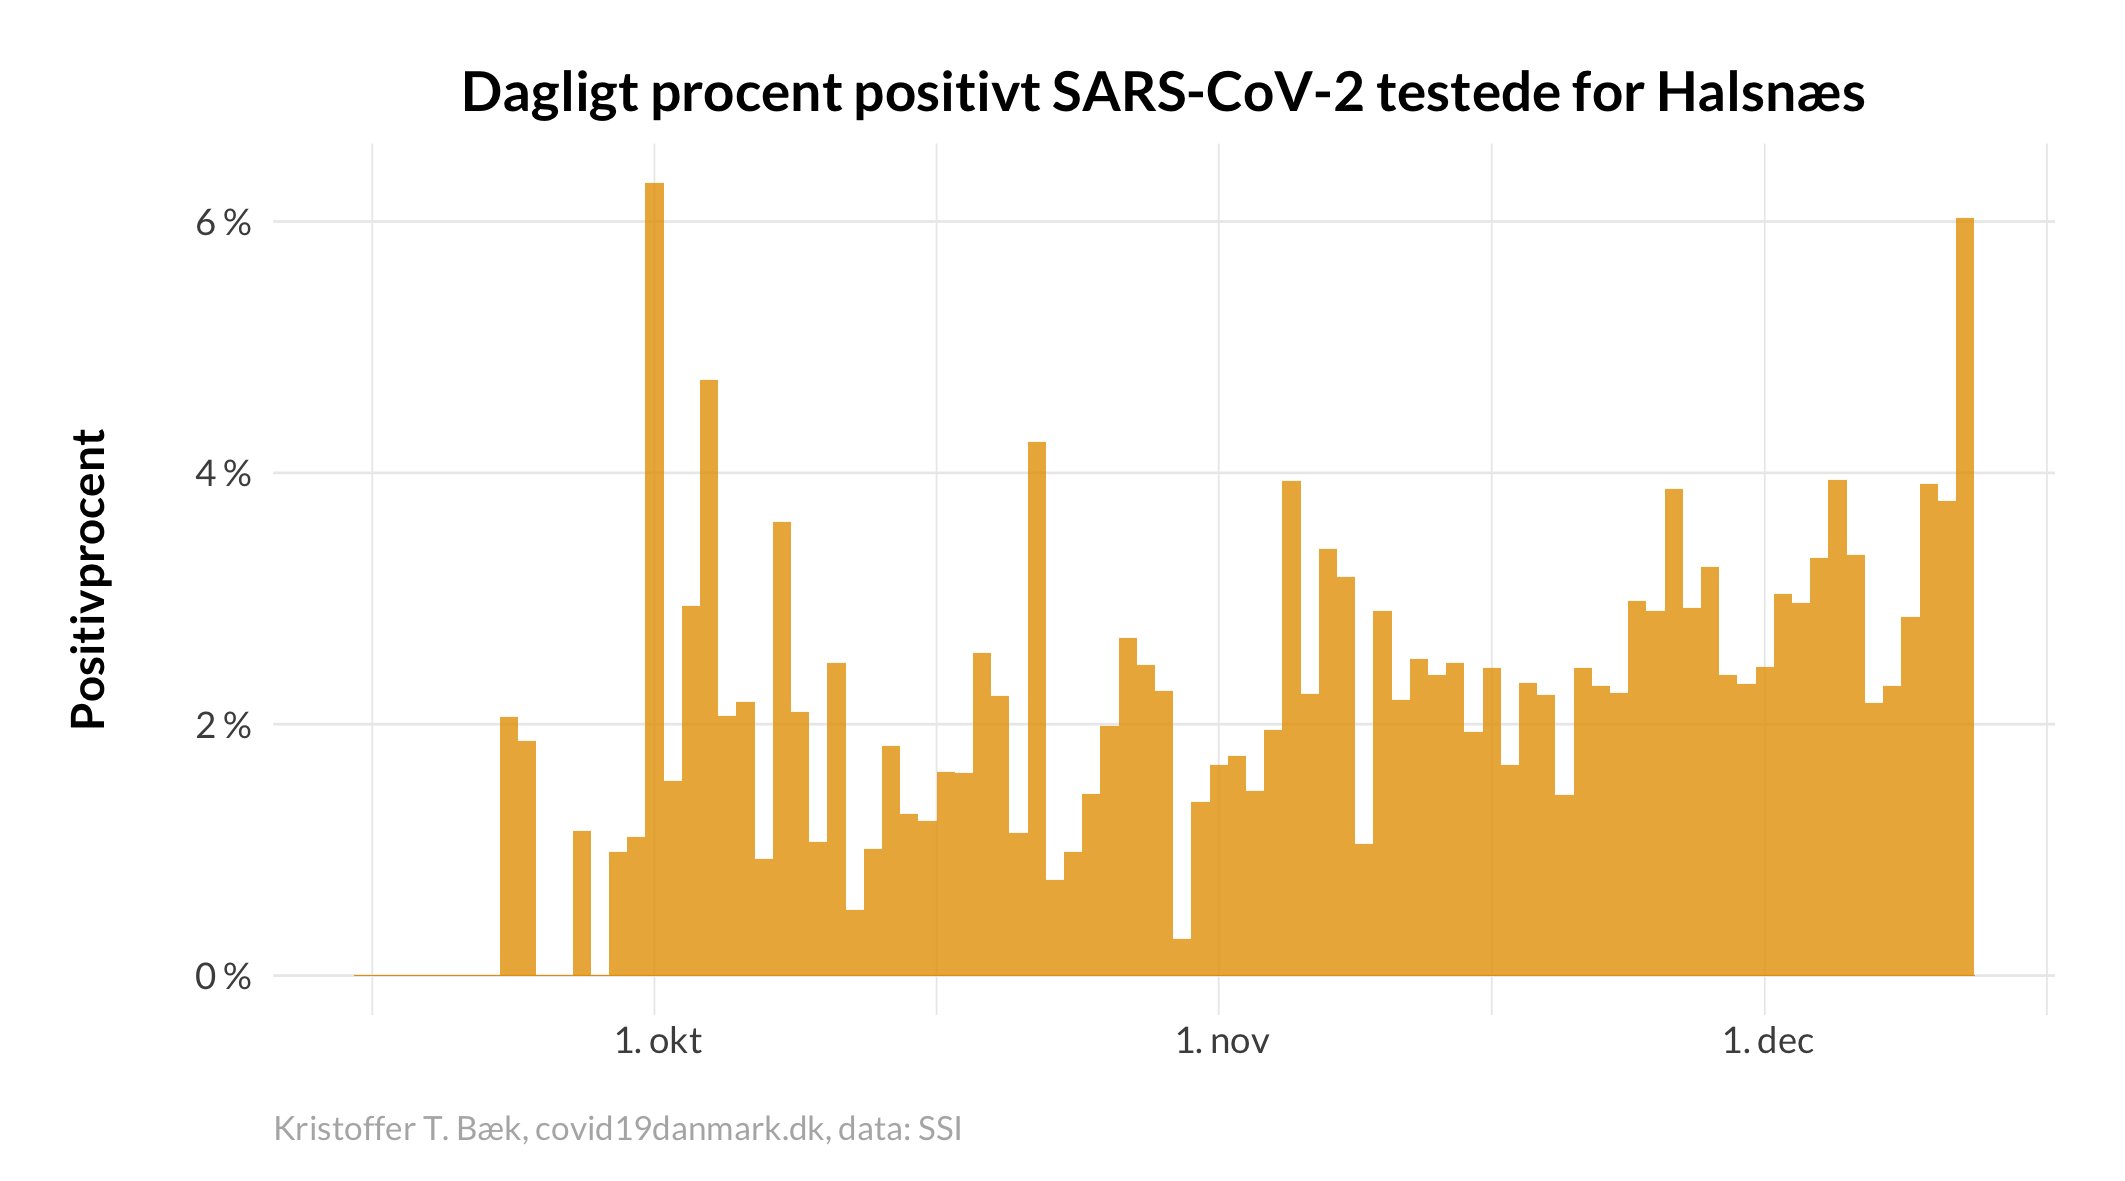 Dagligt procent positivt SARS-CoV-2 testede for Halsnæs
Positivprocent
6 %
4 %
2 %
0 %
1. okt
1. nov
1. dec
Kristoffer T. Bæk, covid19danmark.dk, data: SSI